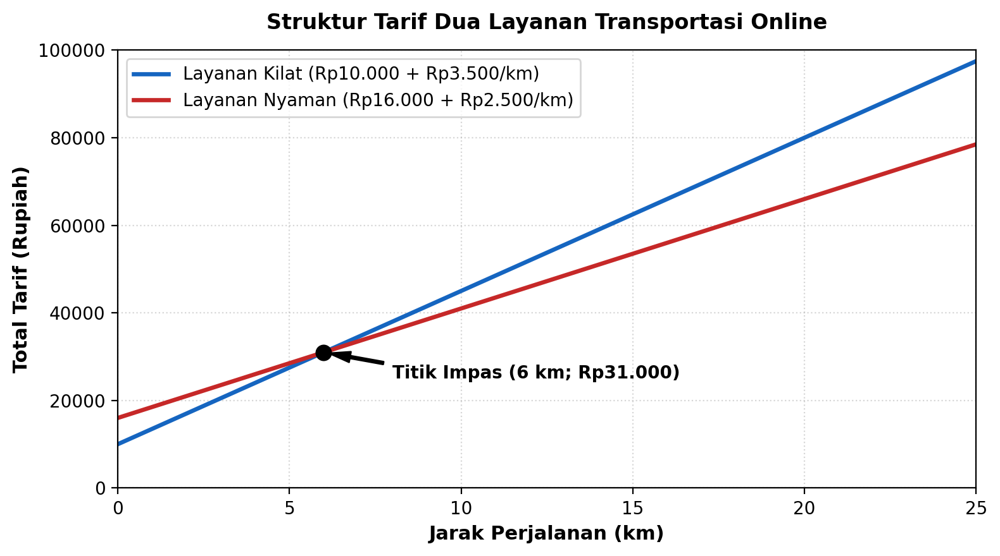 Struktur Tarif Dua Layanan Transportasi Online
Total Tarif (Rupiah)
100000
80000
60000
40000
20000
0
Layanan Kilat (Rp10.000 + Rp3.500/km)
Layanan Nyaman (Rp16.000 + Rp2.500/km)
Titik Impas (6 km; Rp31.000)
0 5 10 15 20 25
Jarak Perjalanan (km)